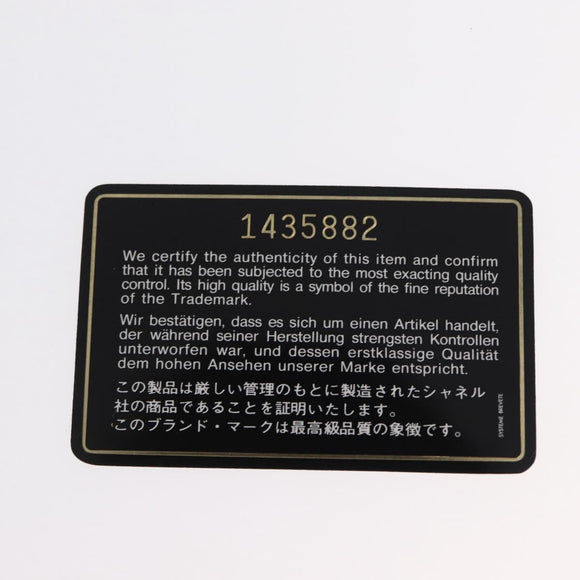 1435882
We certify the authenticity of this item and confirm
that it has been subjected to the most exacting quality
control. Its high quality is a symbol of the fine reputation
of the Trademark.
Wir bestätigen, dass es sich um einen Artikel handelt,
der während seiner Herstellung strengsten Kontrollen
unterworfen war, und dessen erstklassige Qualität
dem hohen Ansehen unserer Marke entspricht.
この製品は厳しい管理のもとに製造されたシャネル
社の商品であることを証明いたします。
このブランド・マークは最高級品質の象徴です。
SYSTEME BREVETE